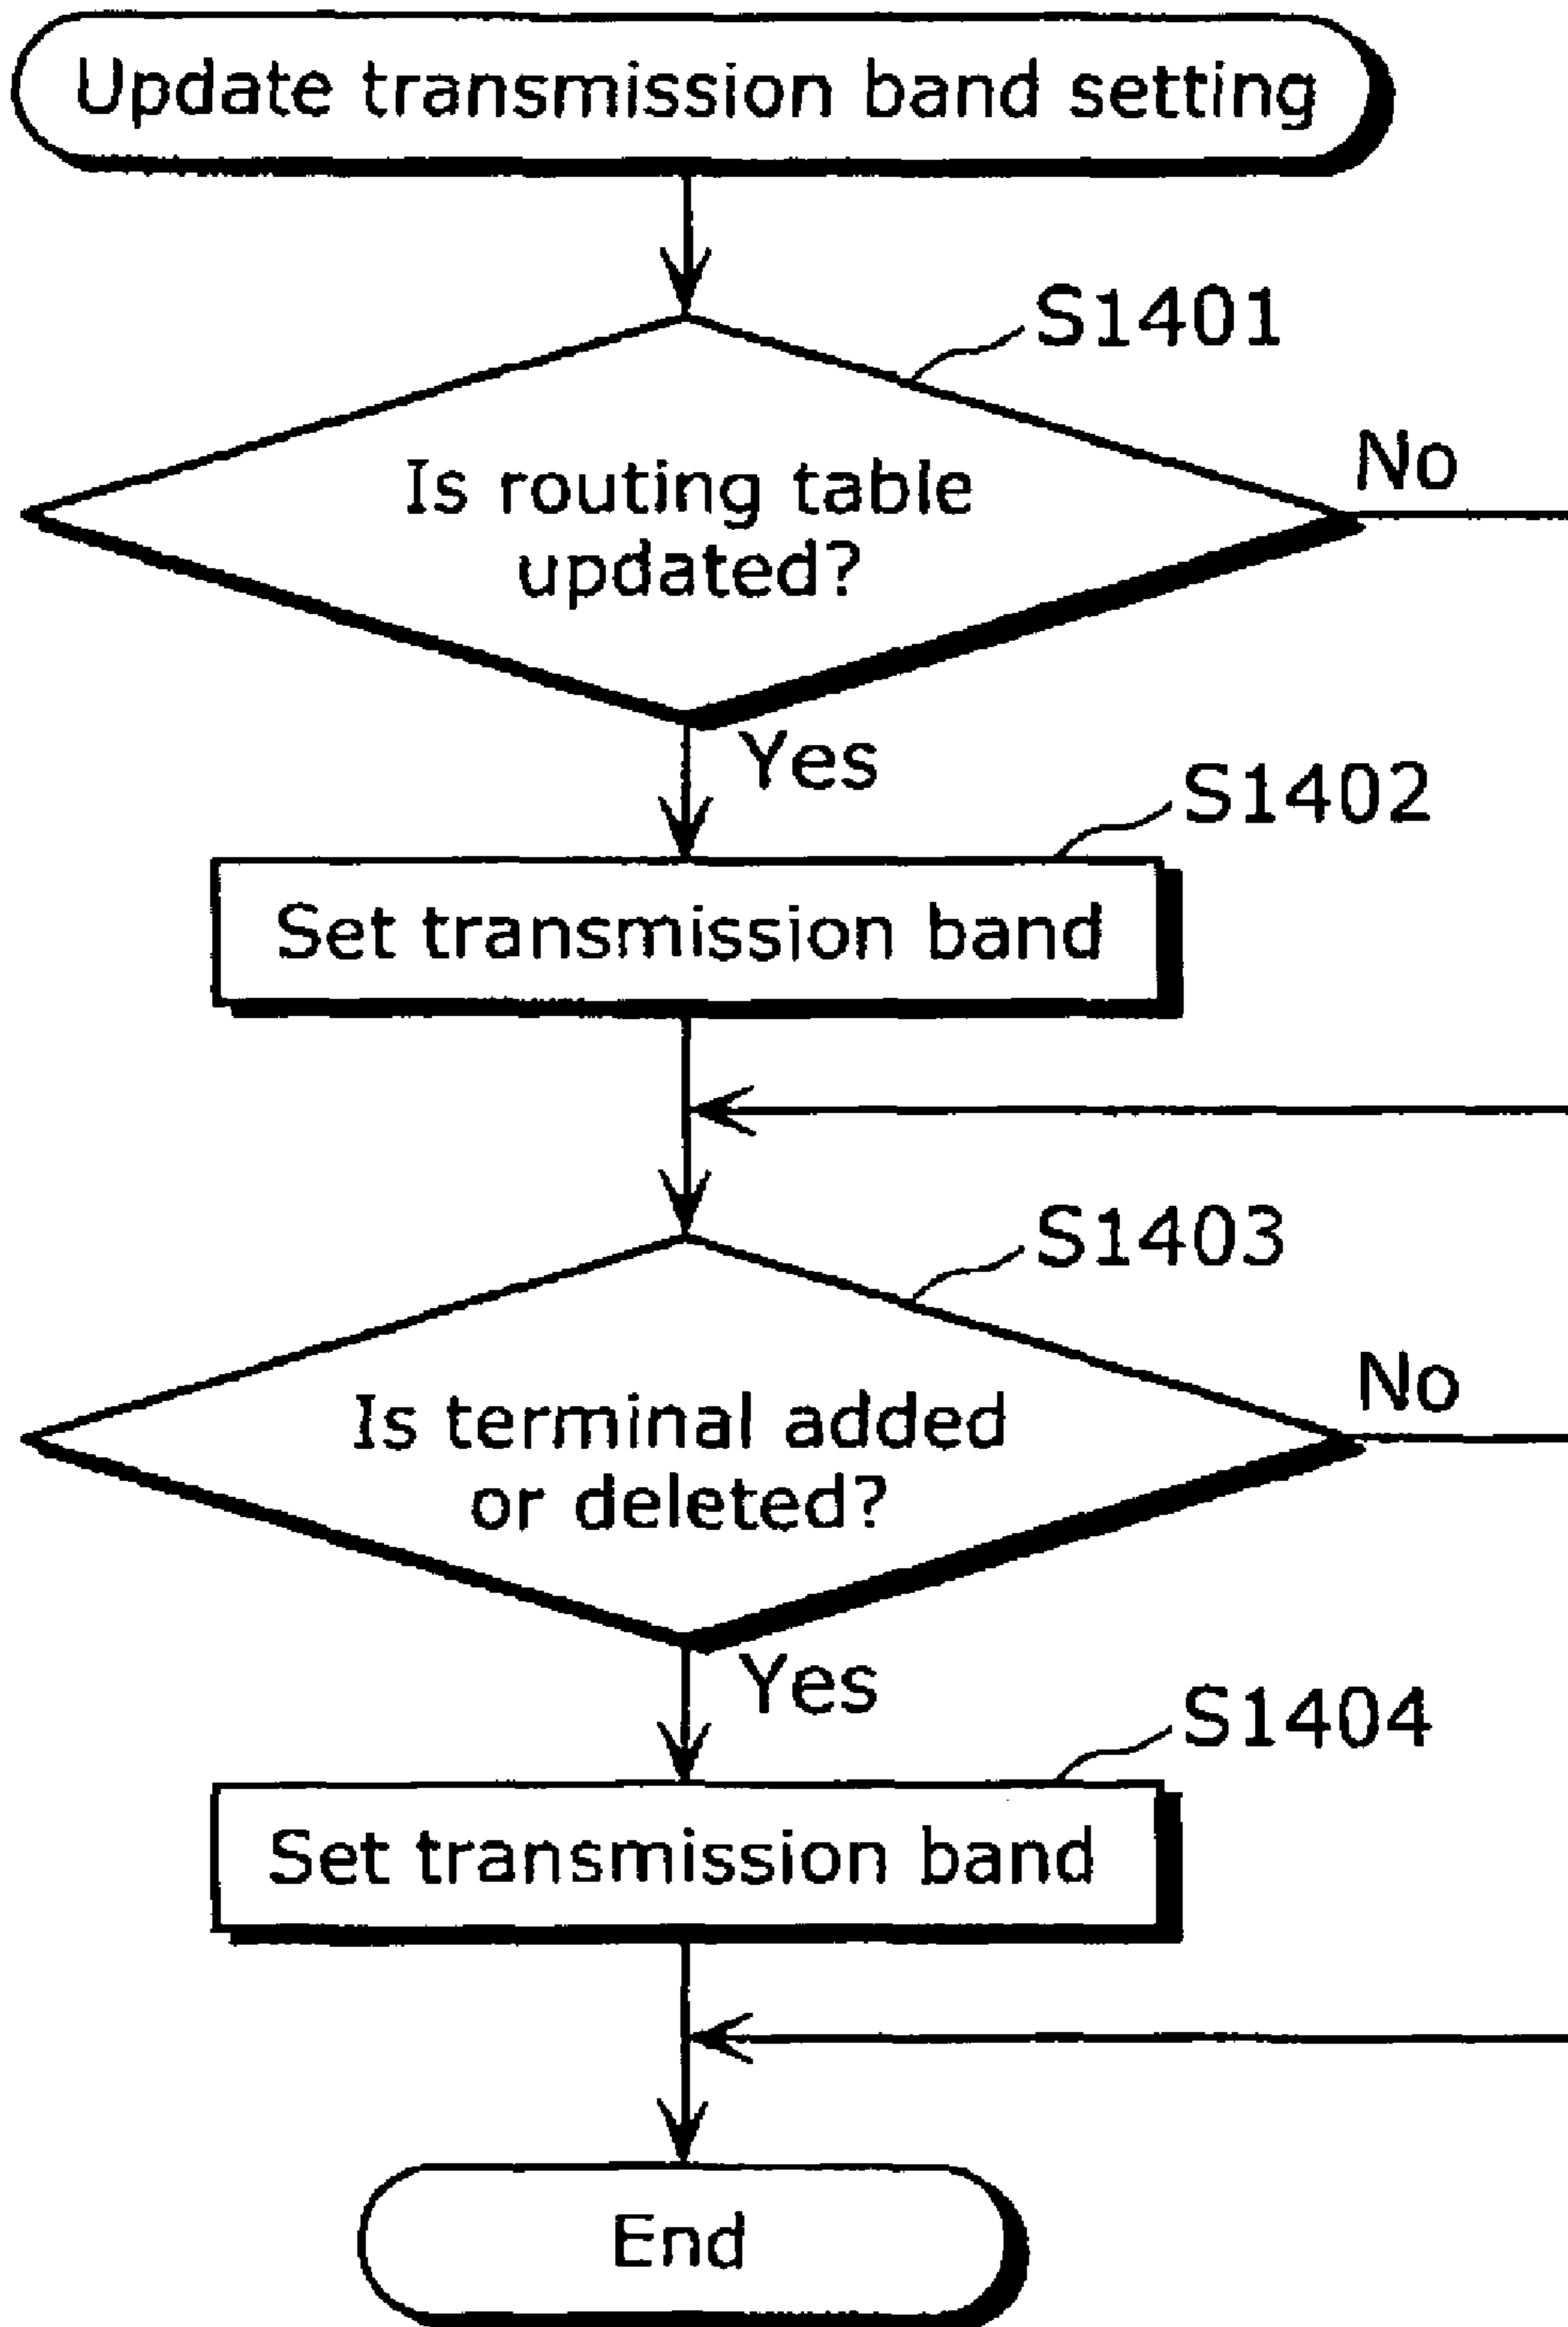 Update transmission band setting
S1401
Is routing table
updated?
No
Yes
S1402
Set transmission band
S1403
Is terminal added
or deleted?
No
Yes
S1404
Set transmission band
End